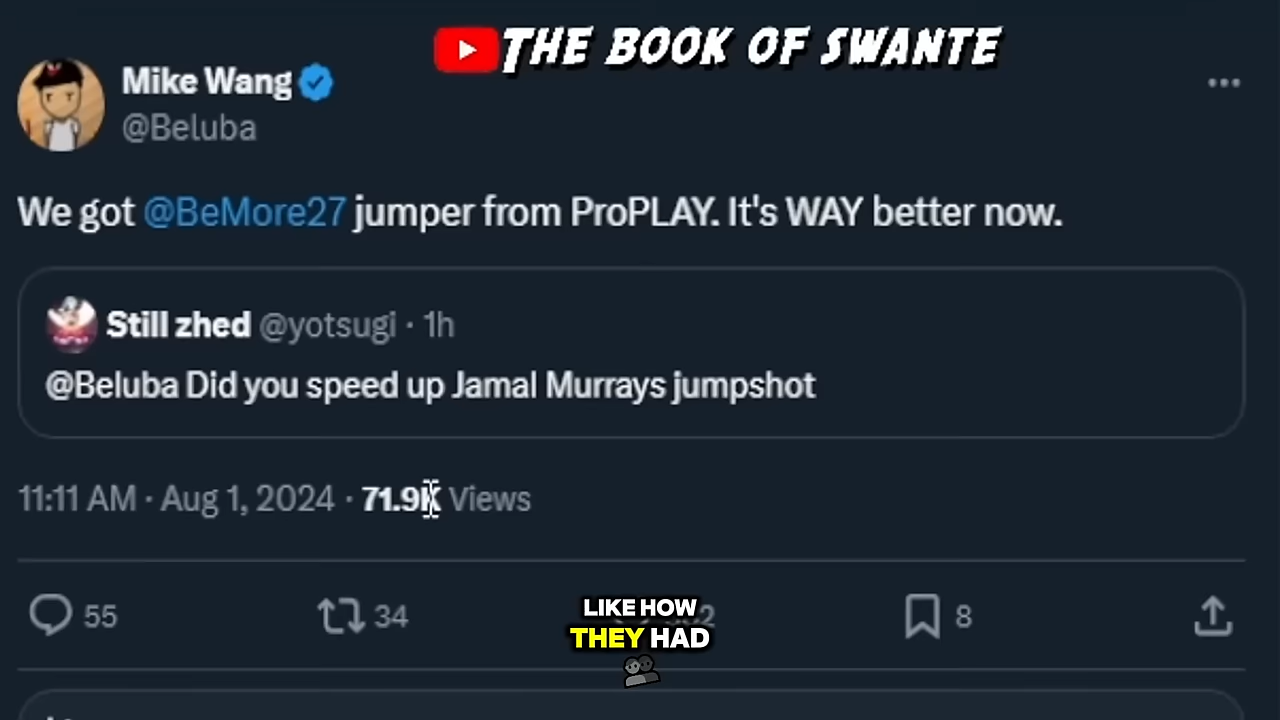 THE BOOK OF SWANTE
Mike Wang
@Beluba
We got @BeMore27 jumper from ProPLAY. It's WAY better now.
Still zhed @yotsugi · 1h
@Beluba Did you speed up Jamal Murrays jumpshot
11:11 AM · Aug 1, 2024 · 71.9K Views
55 34 8
LIKE HOW
THEY HAD